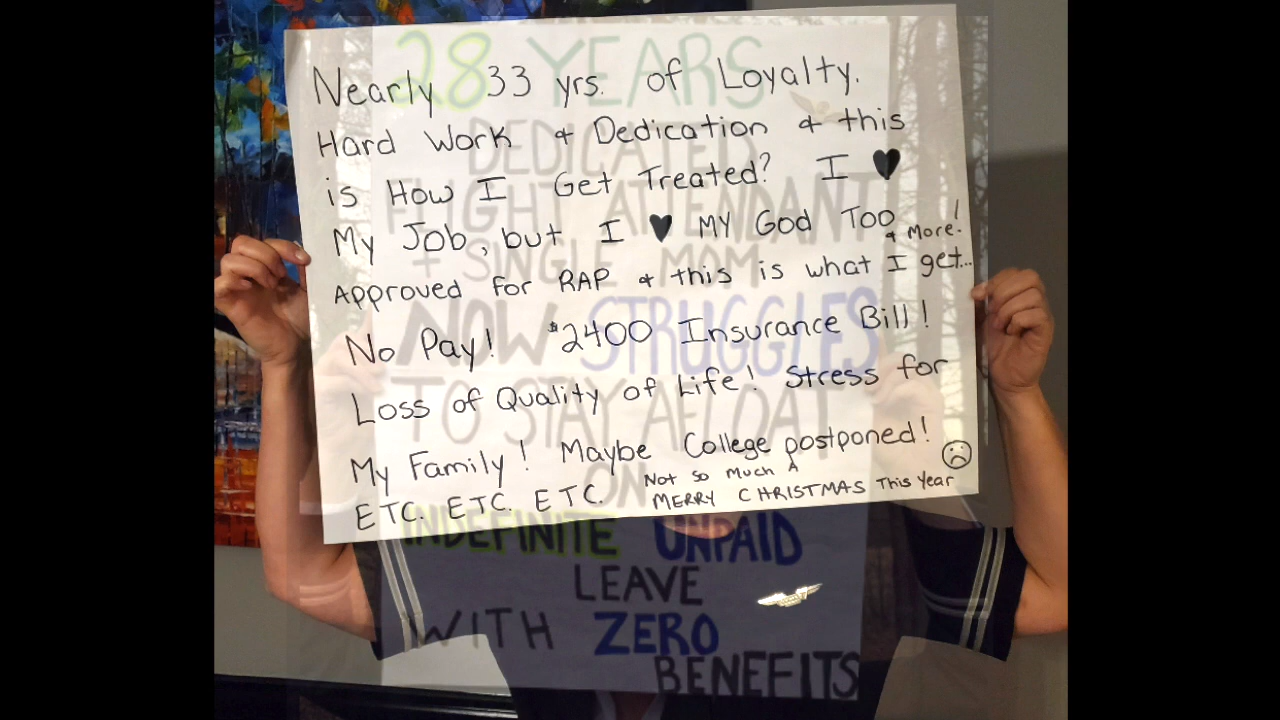 Nearly 33 yrs. of Loyalty.
Hard Work & Dedication & this
is How I Get Treated? I ♥
My Job, but I ♥ MY God Too
& More!
Approved for RAP & this is what I get...
No Pay! $2400 Insurance Bill!
Loss of Quality of Life! Stress for
My Family! Maybe College postponed!
ETC. ETC. ETC. Not so much A
MERRY CHRISTMAS This Year
28 YEARS
DEDICATED
FLIGHT ATTENDANT
+ SINGLE MOM
NOW STRUGGLES
TO STAY AFLOAT
ON
INDEFINITE UNPAID
LEAVE
WITH ZERO
BENEFITS